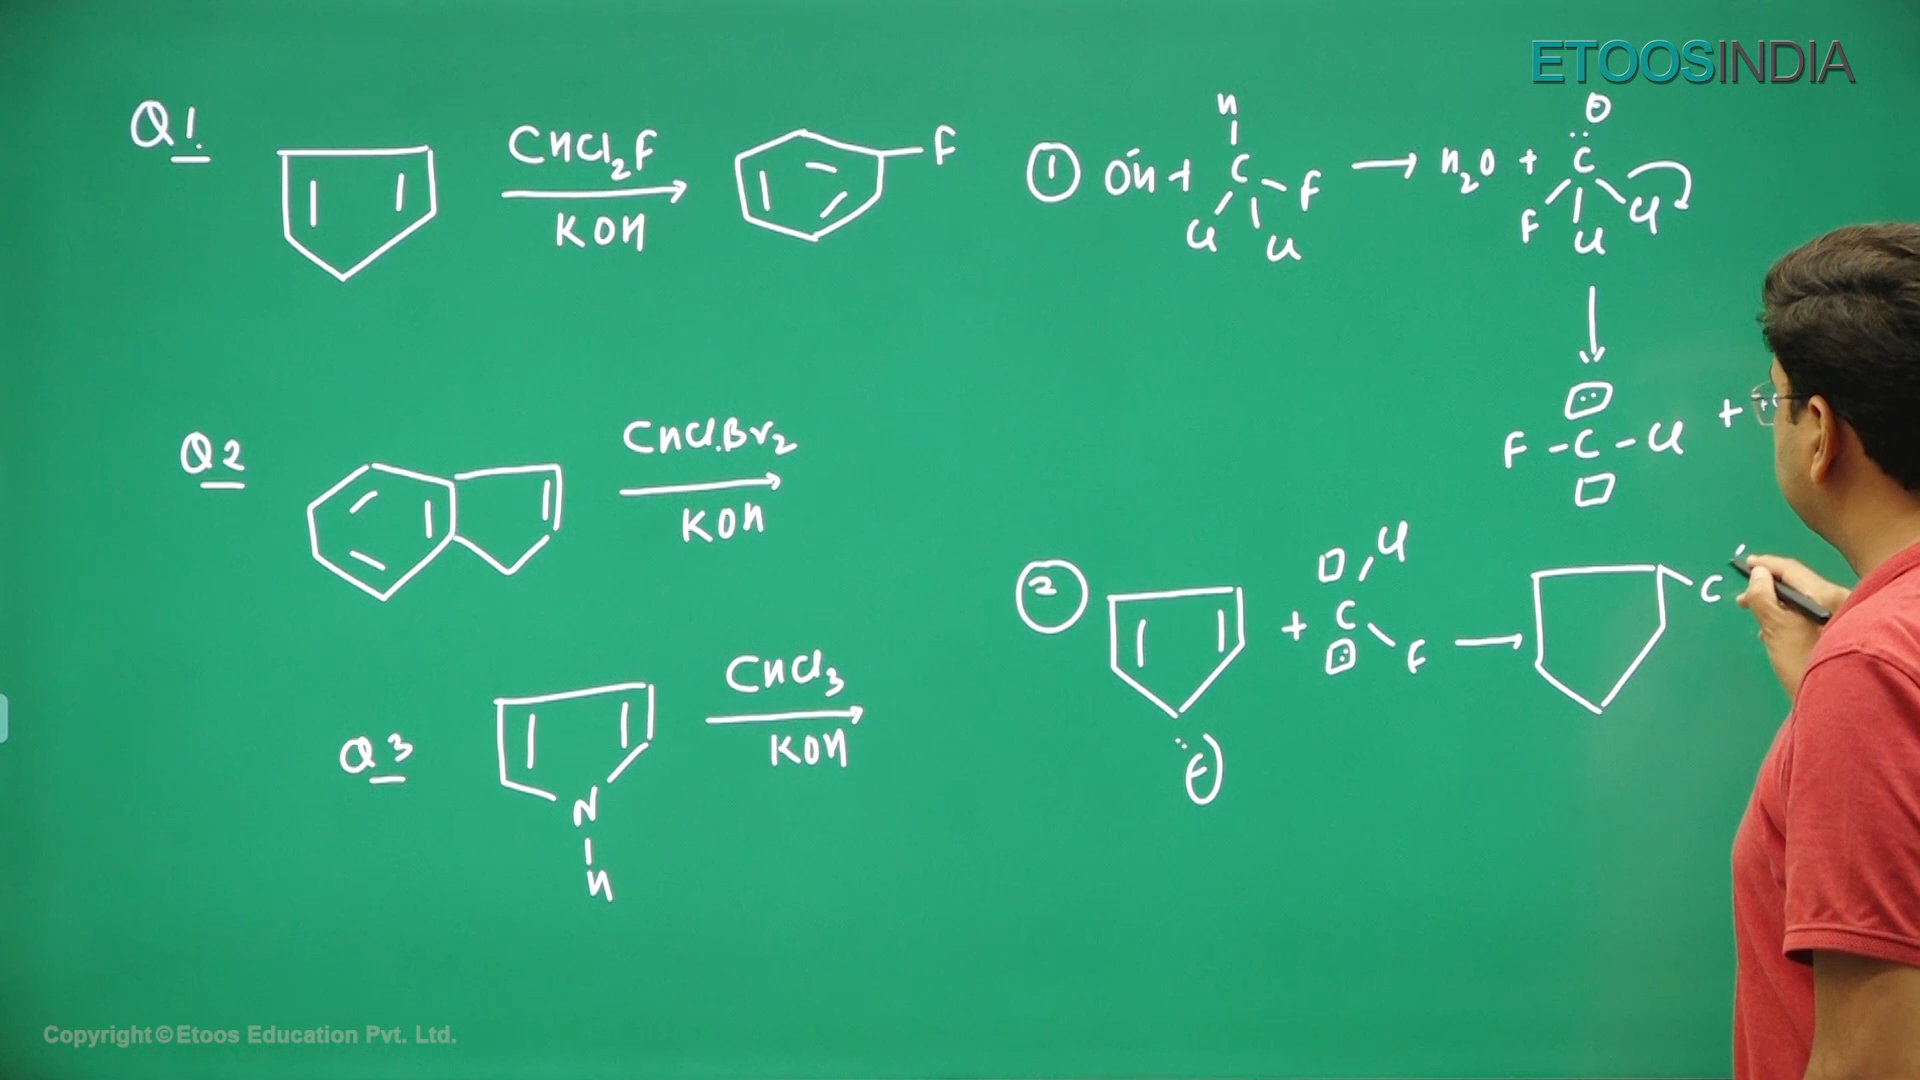 ETOOSINDIA
Q1.
CHCl2F
KOH
F
① OH + H C F Cl Cl → H2O + C F Cl Cl
F - C - Cl +
Q2
CHCl.Br2
KOH
② + Cl C F → C
Q3
N
H
CHCl3
KOH
Copyright © Etoos Education Pvt. Ltd.